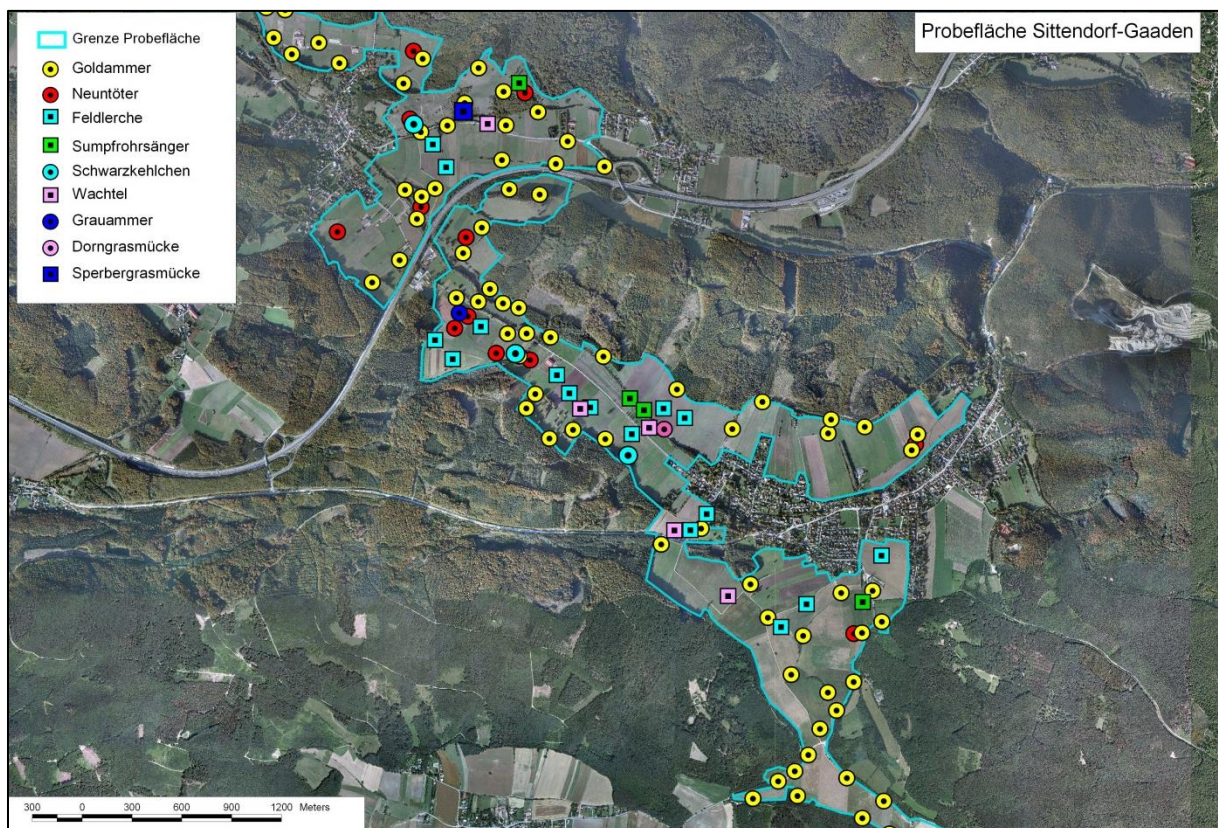 Probefläche Sittendorf-Gaaden
Grenze Probefläche
Goldammer
Neuntöter
Feldlerche
Sumpfrohrsänger
Schwarzkehlchen
Wachtel
Grauammer
Dorngrasmücke
Sperbergrasmücke
300 0 300 600 900 1200 Meters